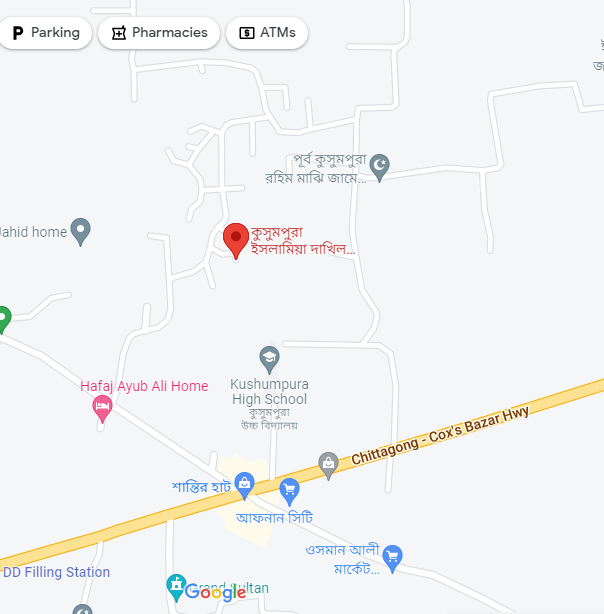 Parking
Pharmacies
ATMs
পূর্ব কুসুমপুরা
রহিম মাঝি জামে...
Jahid home
কুসুমপুরা
ইসলামিয়া দাখিল...
Kushumpura
High School
কুসুমপুরা
উচ্চ বিদ্যালয়
Hafaj Ayub Ali Home
Chittagong - Cox's Bazar Hwy
শান্তির হাট
আফনান সিটি
ওসমান আলী
মার্কেট...
DD Filling Station
Grand Sultan
Google